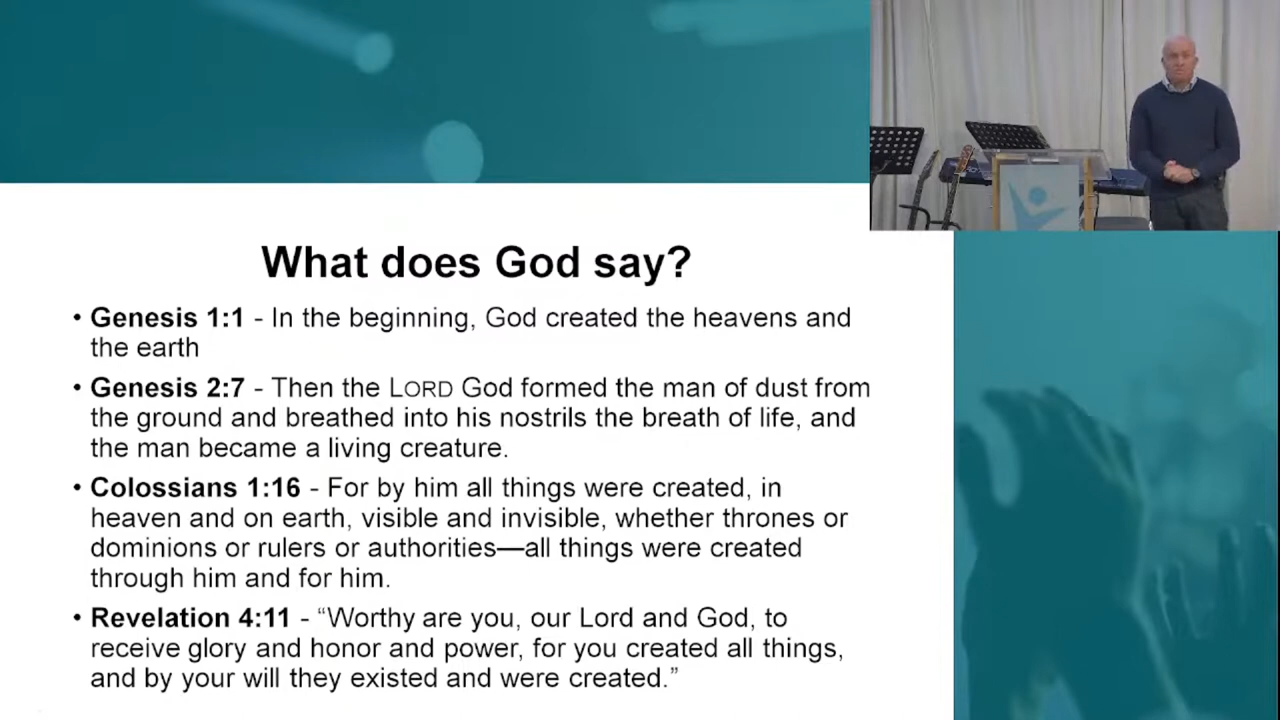 What does God say?
• Genesis 1:1 - In the beginning, God created the heavens and
the earth
• Genesis 2:7 - Then the LORD God formed the man of dust from
the ground and breathed into his nostrils the breath of life, and
the man became a living creature.
• Colossians 1:16 - For by him all things were created, in
heaven and on earth, visible and invisible, whether thrones or
dominions or rulers or authorities—all things were created
through him and for him.
• Revelation 4:11 - “Worthy are you, our Lord and God, to
receive glory and honor and power, for you created all things,
and by your will they existed and were created.”